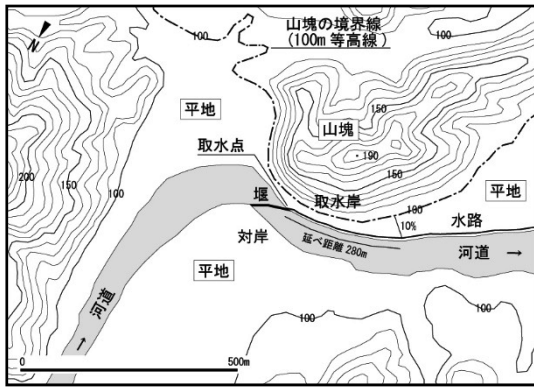 N
100
山塊の境界線
(100m 等高線)
100
平地
150
山塊
取水点
・190
150
平地
200
150
100
堰
取水岸
100
水路
10%
対岸
延べ距離 280m
河道 →
平地
河道
→
100
100
0
500m